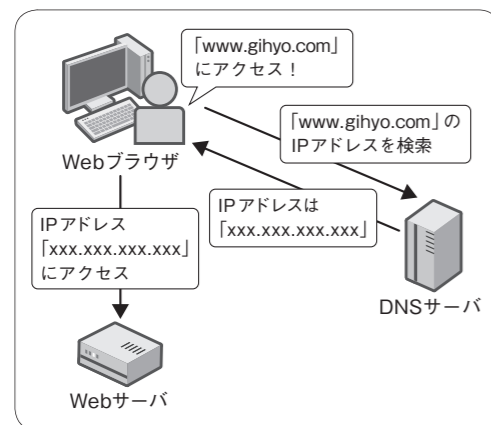 「www.gihyo.com」
にアクセス！
「www.gihyo.com」の
IPアドレスを検索
Webブラウザ
IPアドレスは
「xxx.xxx.xxx.xxx」
IPアドレス
「xxx.xxx.xxx.xxx」
にアクセス
DNSサーバ
Webサーバ